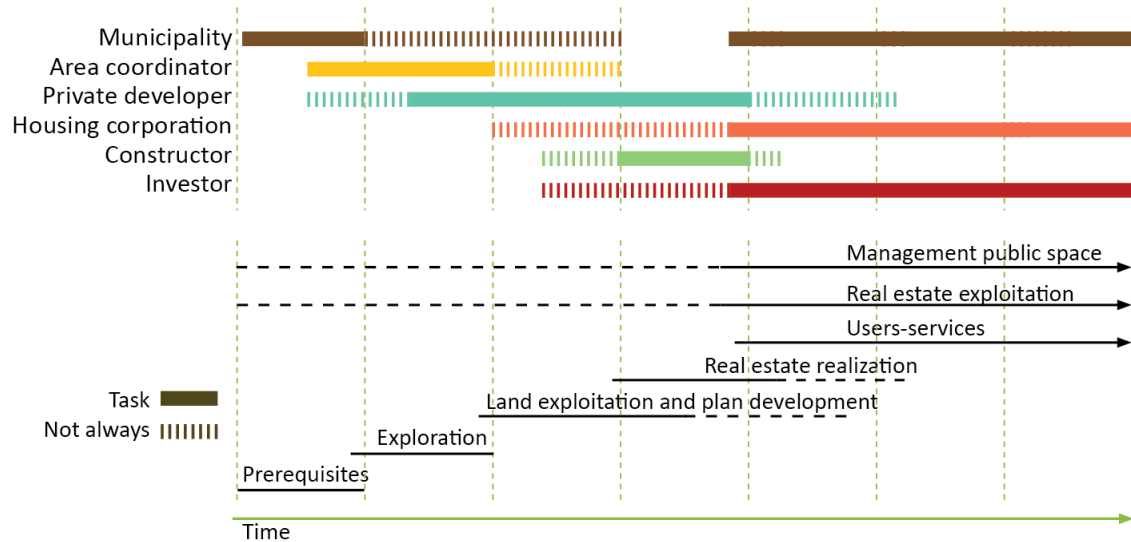 Municipality
Area coordinator
Private developer
Housing corporation
Constructor
Investor
Management public space
Real estate exploitation
Users-services
Real estate realization
Task
Land exploitation and plan development
Not always
Exploration
Prerequisites
Time